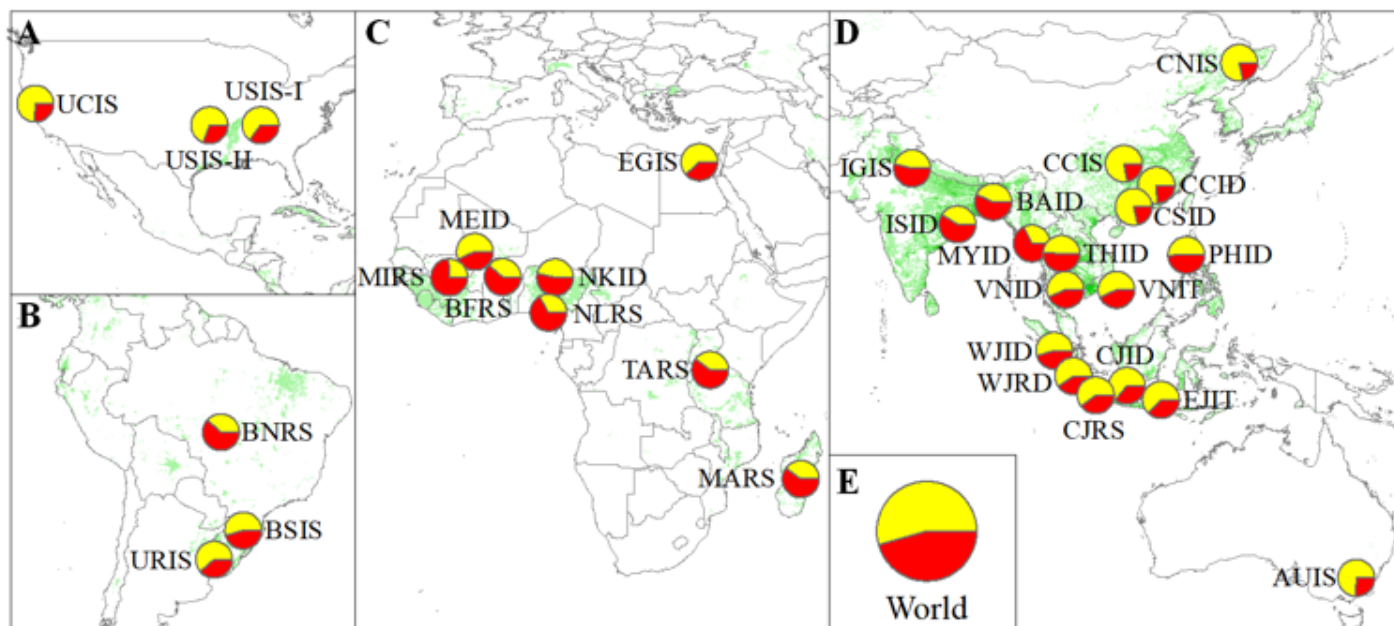 A
UCIS
USIS-I
USIS-II
B
BNRS
BSIS
URIS
C
EGIS
MEID
MIRS
BFRS
NKID
NLRS
TARS
MARS
D
CNIS
IGIS
CCIS
CCID
CSID
BAID
ISID
MYID
THID
PHID
VNID
VNIT
WJID
CJID
WJRD
EJIT
CJRS
AUIS
E
World